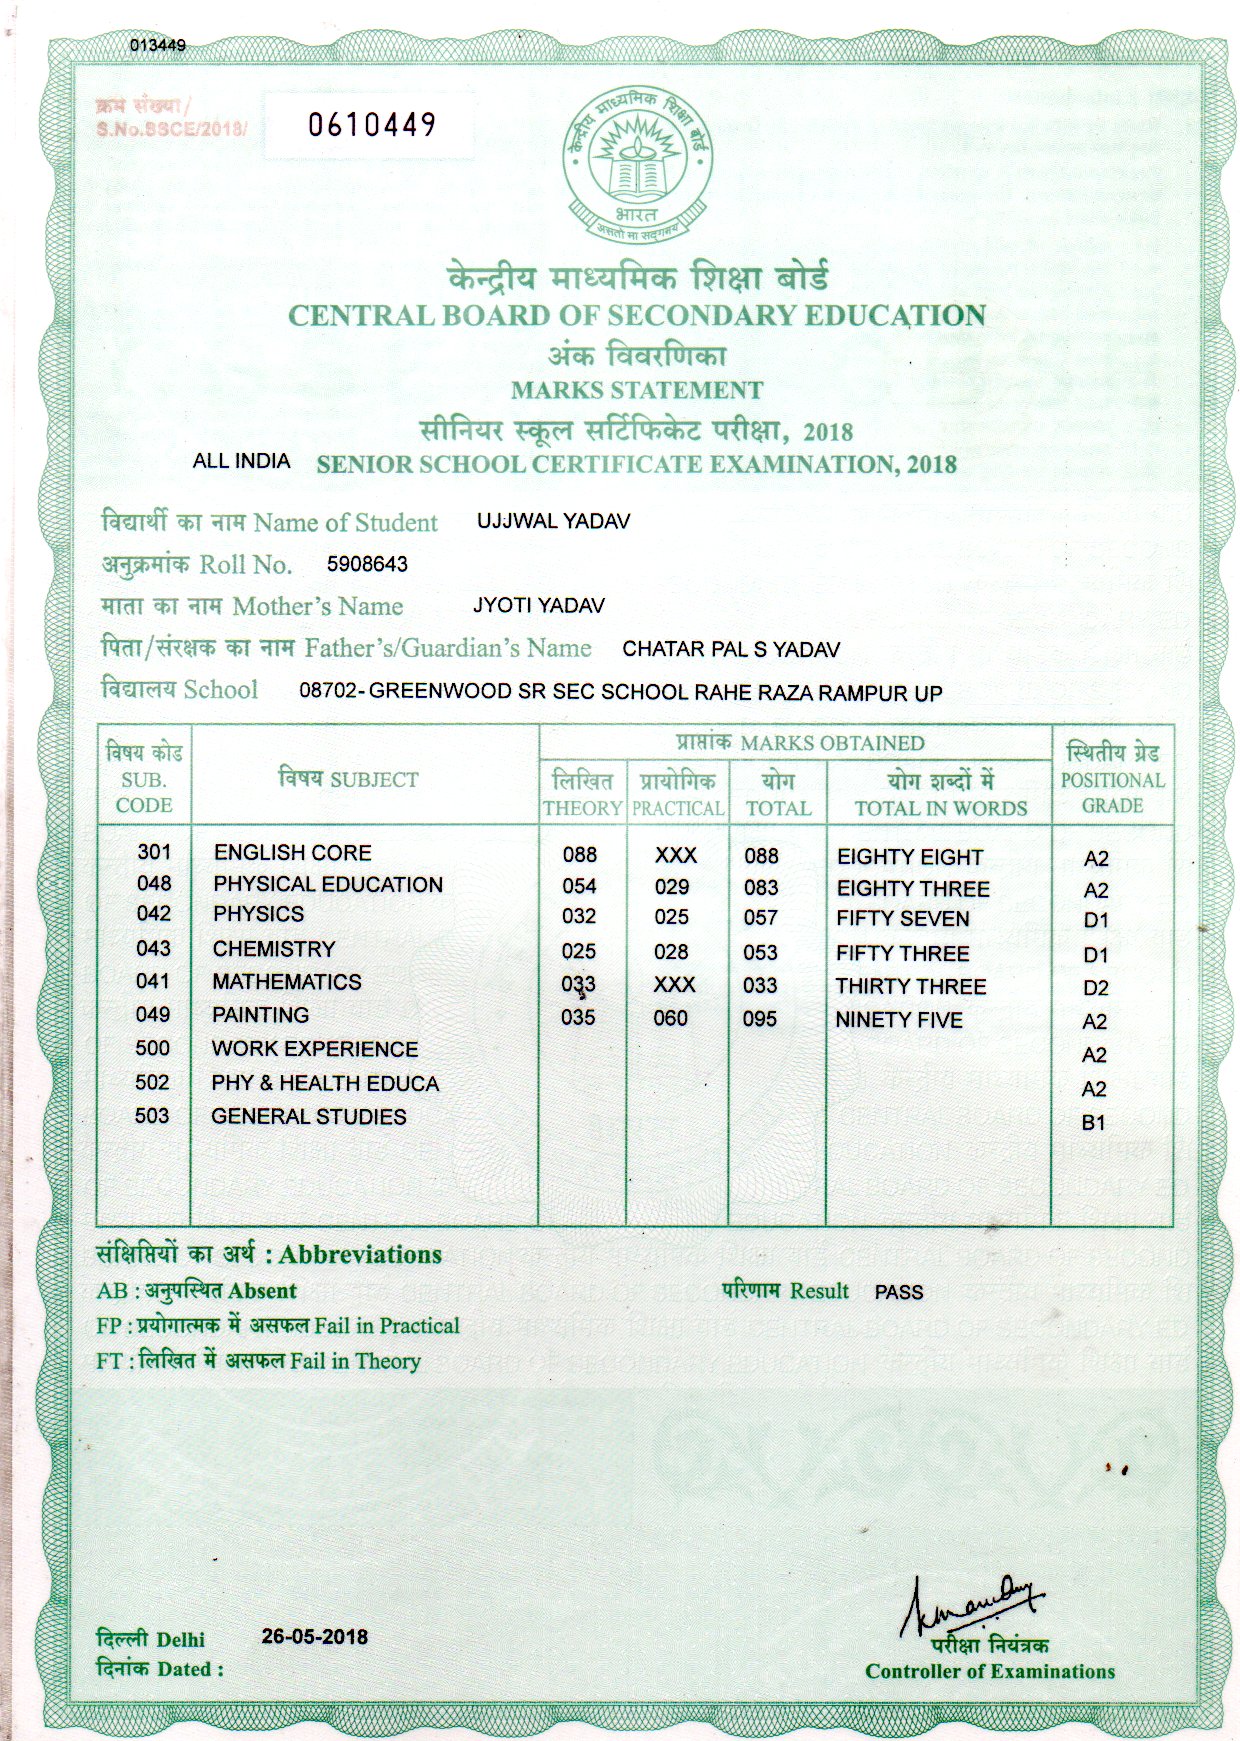 013449
क्रम संख्या/
S.No.SSCE/2018/ 0610449
केन्द्रीय माध्यमिक शिक्षा बोर्ड
भारत
असतो मा सद्गमय
केन्द्रीय माध्यमिक शिक्षा बोर्ड
CENTRAL BOARD OF SECONDARY EDUCATION
अंक विवरणिका
MARKS STATEMENT
सीनियर स्कूल सर्टिफिकेट परीक्षा, 2018
ALL INDIA SENIOR SCHOOL CERTIFICATE EXAMINATION, 2018
विद्यार्थी का नाम Name of Student UJJWAL YADAV
अनुक्रमांक Roll No. 5908643
माता का नाम Mother's Name JYOTI YADAV
पिता/संरक्षक का नाम Father's/Guardian's Name CHATAR PAL S YADAV
विद्यालय School 08702-GREENWOOD SR SEC SCHOOL RAHE RAZA RAMPUR UP
विषय कोड SUB. CODE विषय SUBJECT प्राप्तांक MARKS OBTAINED स्थितीय ग्रेड POSITIONAL GRADE
लिखित THEORY प्रायोगिक PRACTICAL योग TOTAL योग शब्दों में TOTAL IN WORDS
301 ENGLISH CORE 088 XXX 088 EIGHTY EIGHT A2
048 PHYSICAL EDUCATION 054 029 083 EIGHTY THREE A2
042 PHYSICS 032 025 057 FIFTY SEVEN D1
043 CHEMISTRY 025 028 053 FIFTY THREE D1
041 MATHEMATICS 033 XXX 033 THIRTY THREE D2
049 PAINTING 035 060 095 NINETY FIVE A2
500 WORK EXPERIENCE A2
502 PHY & HEALTH EDUCA A2
503 GENERAL STUDIES B1
संक्षिप्तियों का अर्थ : Abbreviations
AB : अनुपस्थित Absent परिणाम Result PASS
FP : प्रयोगात्मक में असफल Fail in Practical
FT : लिखित में असफल Fail in Theory
दिल्ली Delhi 26-05-2018
दिनांक Dated :
परीक्षा नियंत्रक
Controller of Examinations